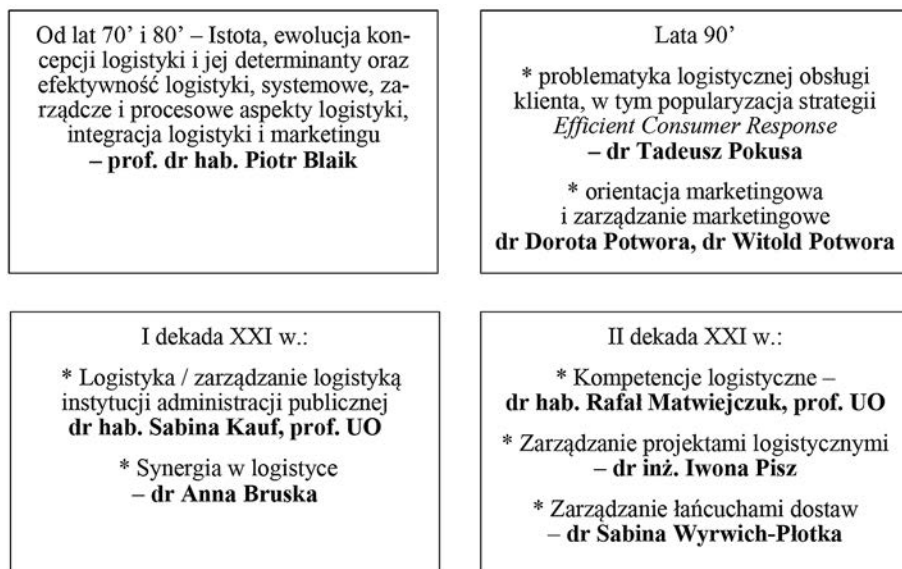 Od lat 70’ i 80’ – Istota, ewolucja kon-
cepcji logistyki i jej determinanty oraz
efektywność logistyki, systemowe, za-
rządcze i procesowe aspekty logistyki,
integracja logistyki i marketingu
– prof. dr hab. Piotr Blaik
Lata 90’
* problematyka logistycznej obsługi
klienta, w tym popularyzacja strategii
Efficient Consumer Response
– dr Tadeusz Pokusa
* orientacja marketingowa
i zarządzanie marketingowe
dr Dorota Potwora, dr Witold Potwora
I dekada XXI w.:
* Logistyka / zarządzanie logistyką
instytucji administracji publicznej
dr hab. Sabina Kauf, prof. UO
* Synergia w logistyce
– dr Anna Bruska
II dekada XXI w.:
* Kompetencje logistyczne –
dr hab. Rafał Matwiejczuk, prof. UO
* Zarządzanie projektami logistycznymi
– dr inż. Iwona Pisz
* Zarządzanie łańcuchami dostaw
– dr Sabina Wyrwich-Płotka